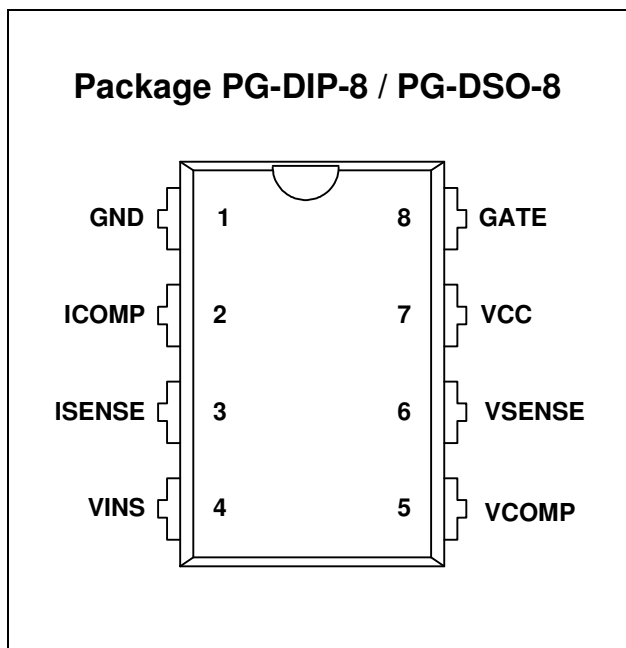 Package PG-DIP-8 / PG-DSO-8
GND 1 8 GATE
ICOMP 2 7 VCC
ISENSE 3 6 VSENSE
VINS 4 5 VCOMP